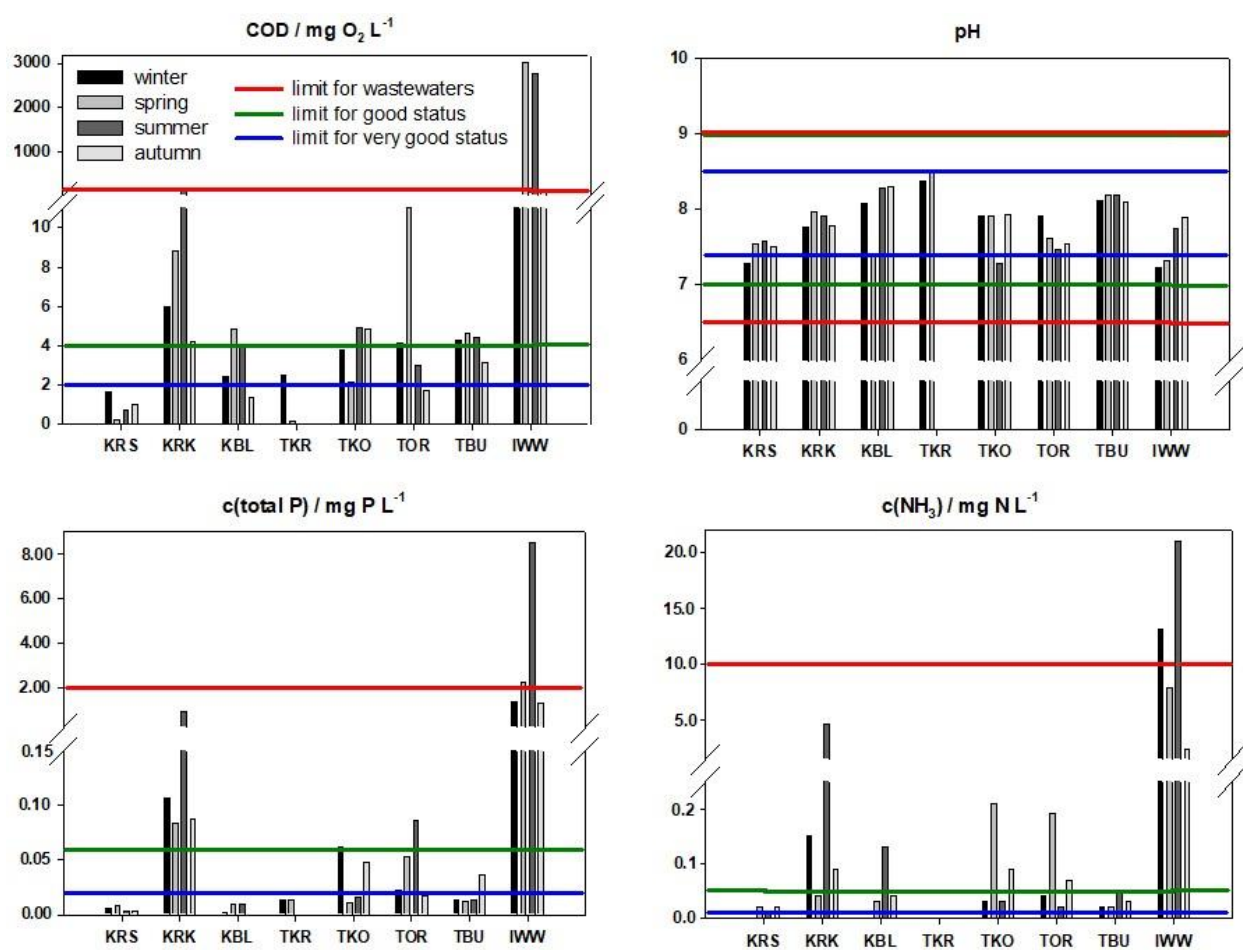 COD / mg O₂ L⁻¹
3000
2000
1000
10
8
6
4
2
0
winter
spring
summer
autumn
limit for wastewaters
limit for good status
limit for very good status
KRS KRK KBL TKR TKO TOR TBU IWW
pH
10
9
8
7
6
0
KRS KRK KBL TKR TKO TOR TBU IWW
c(total P) / mg P L⁻¹
8.00
6.00
4.00
2.00
0.15
0.10
0.05
0.00
KRS KRK KBL TKR TKO TOR TBU IWW
c(NH₃) / mg N L⁻¹
20.0
15.0
10.0
5.0
0.2
0.1
0.0
KRS KRK KBL TKR TKO TOR TBU IWW